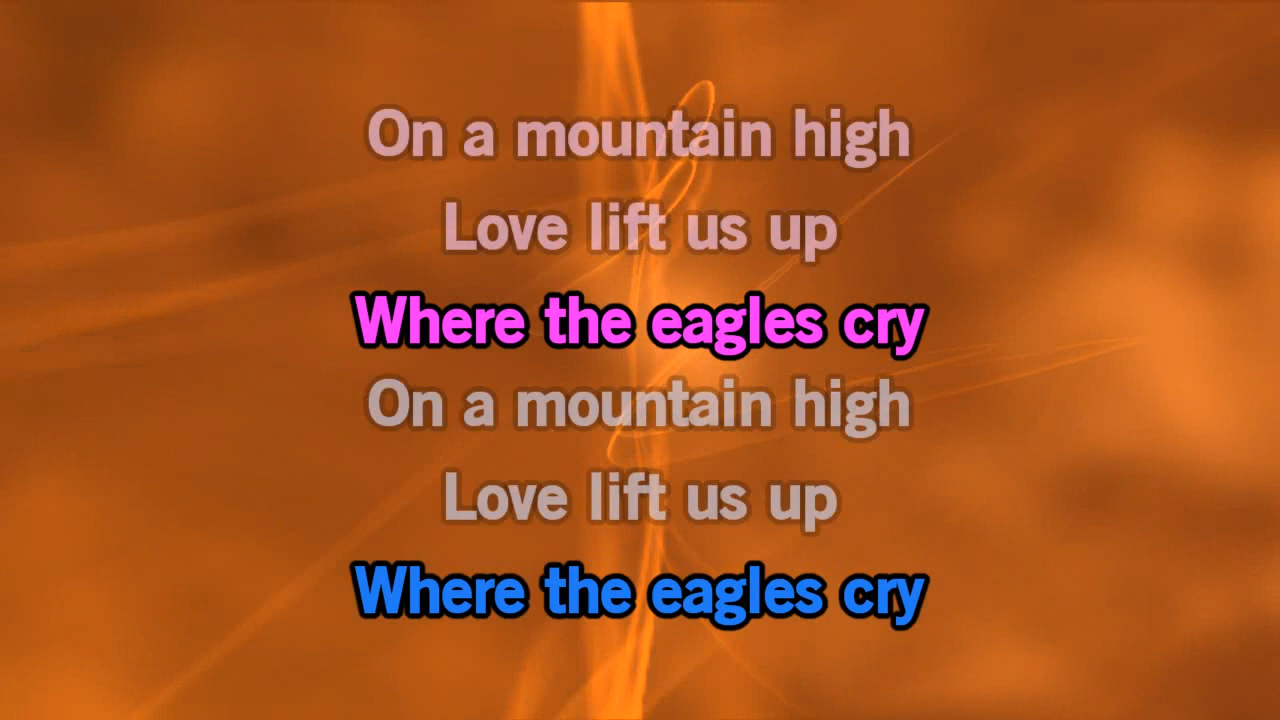 On a mountain high
Love lift us up
Where the eagles cry
On a mountain high
Love lift us up
Where the eagles cry